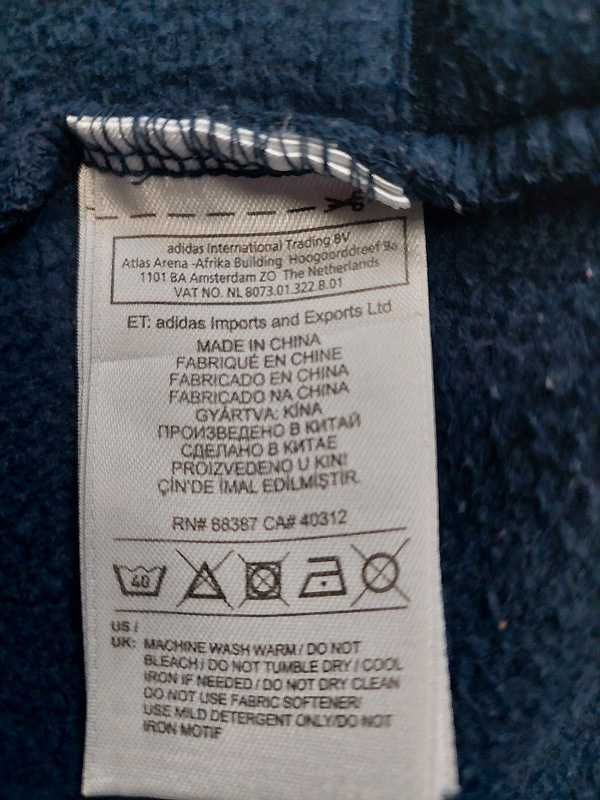 adidas International Trading BV
Atlas Arena -Afrika Building Hoogoorddreef 9a
1101 BA Amsterdam ZO The Netherlands
VAT NO. NL 8073.01.322.B.01
ET: adidas Imports and Exports Ltd
MADE IN CHINA
FABRIQUÉ EN CHINE
FABRICADO EN CHINA
FABRICADO NA CHINA
GYÁRTVA: KÍNA
ПРОИЗВЕДЕНО В КИТАЙ
СДЕЛАНО В КИТАЕ
PROIZVEDENO U KINI
ÇİN'DE İMAL EDİLMİŞTİR.
RN# 88387 CA# 40312
40
US /
UK: MACHINE WASH WARM / DO NOT
BLEACH / DO NOT TUMBLE DRY / COOL
IRON IF NEEDED / DO NOT DRY CLEAN
DO NOT USE FABRIC SOFTENER/
USE MILD DETERGENT ONLY/DO NOT
IRON MOTIF